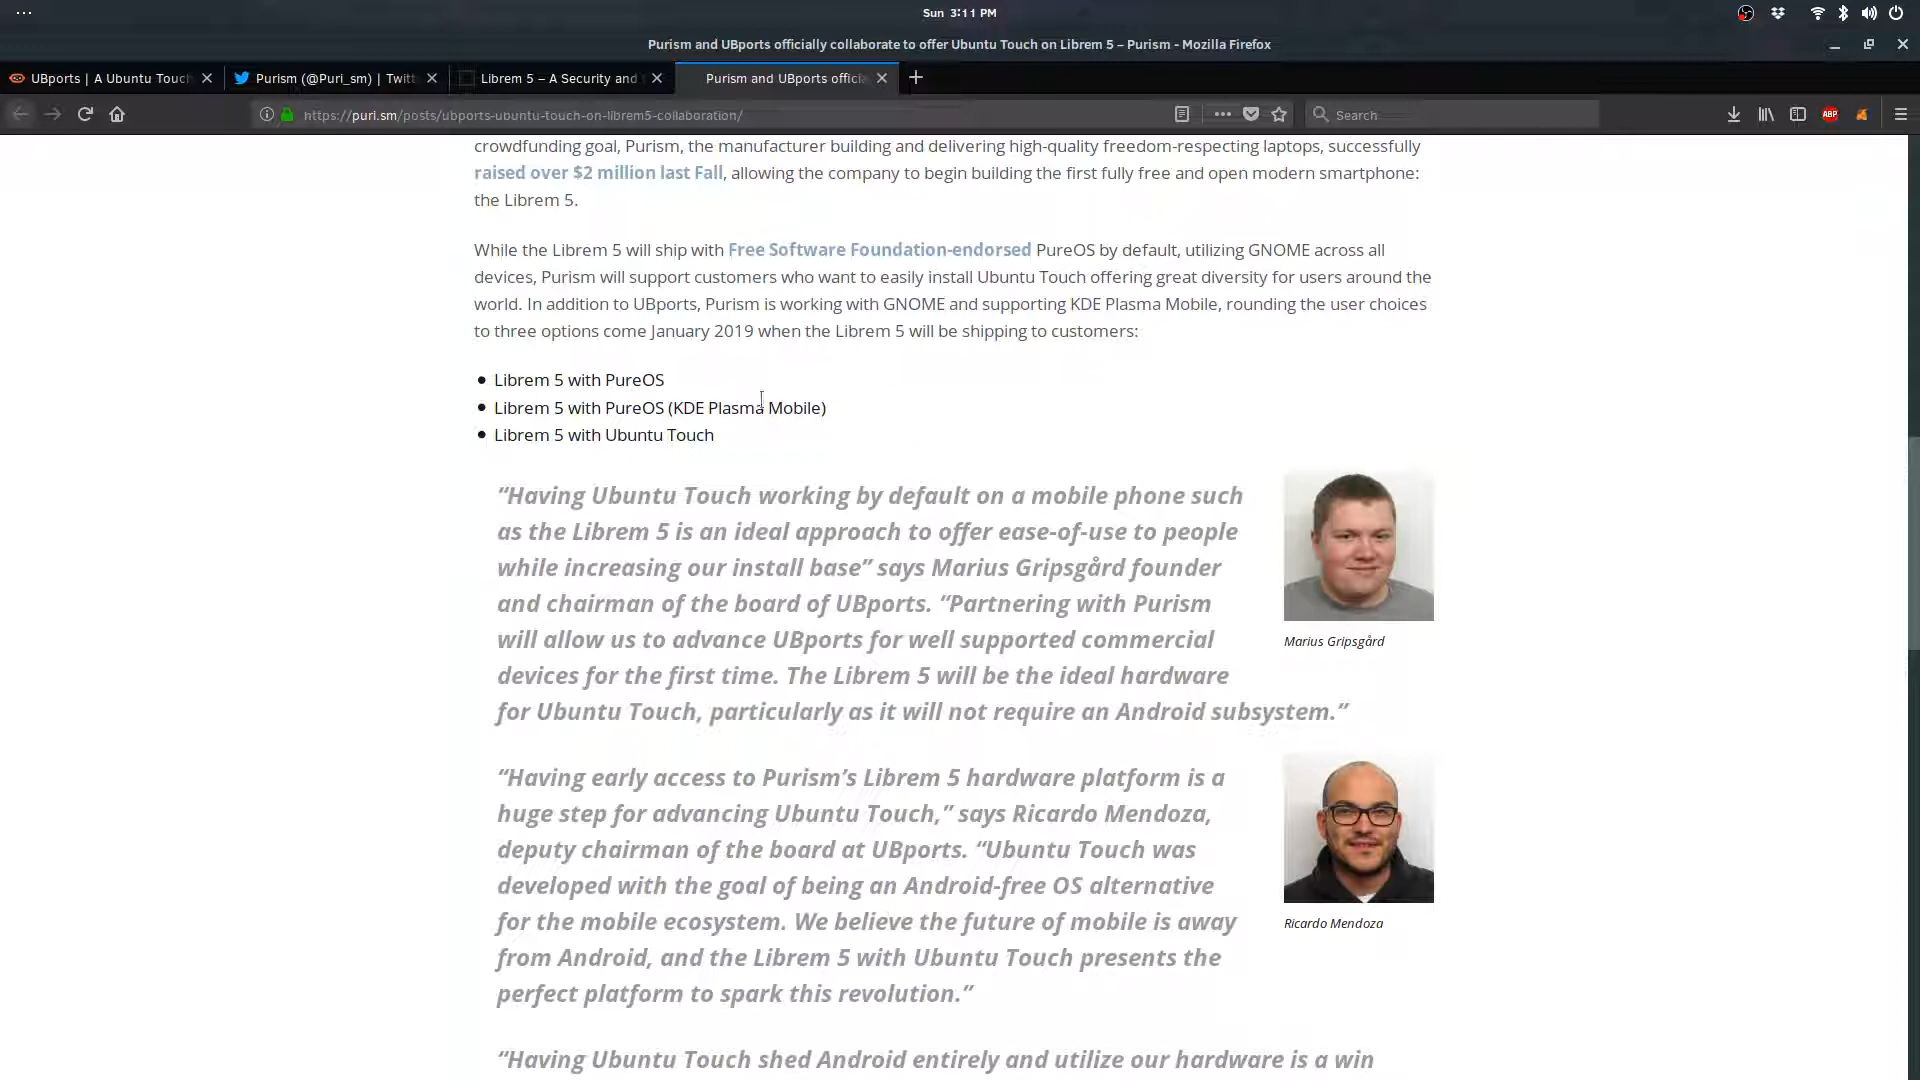 Sun 3:11 PM
Purism and UBports officially collaborate to offer Ubuntu Touch on Librem 5 – Purism - Mozilla Firefox
UBports | A Ubuntu Touch
Purism (@Puri_sm) | Twitt
Librem 5 – A Security and
Purism and UBports officia
https://puri.sm/posts/ubports-ubuntu-touch-on-librem5-collaboration/
Search
ABP
crowdfunding goal, Purism, the manufacturer building and delivering high-quality freedom-respecting laptops, successfully
raised over $2 million last Fall, allowing the company to begin building the first fully free and open modern smartphone:
the Librem 5.
While the Librem 5 will ship with Free Software Foundation-endorsed PureOS by default, utilizing GNOME across all
devices, Purism will support customers who want to easily install Ubuntu Touch offering great diversity for users around the
world. In addition to UBports, Purism is working with GNOME and supporting KDE Plasma Mobile, rounding the user choices
to three options come January 2019 when the Librem 5 will be shipping to customers:
Librem 5 with PureOS
Librem 5 with PureOS (KDE Plasma Mobile)
Librem 5 with Ubuntu Touch
“Having Ubuntu Touch working by default on a mobile phone such
as the Librem 5 is an ideal approach to offer ease-of-use to people
while increasing our install base” says Marius Gripsgård founder
and chairman of the board of UBports. “Partnering with Purism
will allow us to advance UBports for well supported commercial
devices for the first time. The Librem 5 will be the ideal hardware
for Ubuntu Touch, particularly as it will not require an Android subsystem.”
Marius Gripsgård
“Having early access to Purism’s Librem 5 hardware platform is a
huge step for advancing Ubuntu Touch,” says Ricardo Mendoza,
deputy chairman of the board at UBports. “Ubuntu Touch was
developed with the goal of being an Android-free OS alternative
for the mobile ecosystem. We believe the future of mobile is away
from Android, and the Librem 5 with Ubuntu Touch presents the
perfect platform to spark this revolution.”
Ricardo Mendoza
“Having Ubuntu Touch shed Android entirely and utilize our hardware is a win